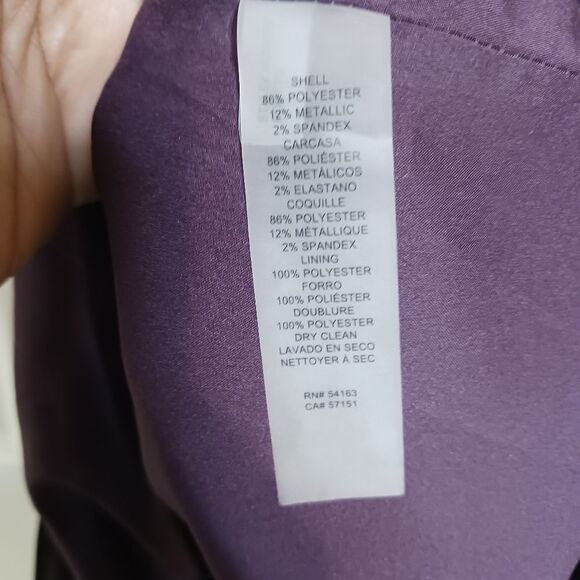 SHELL
86% POLYESTER
12% METALLIC
2% SPANDEX
CARCASA
86% POLIÉSTER
12% METÁLICOS
2% ELASTANO
COQUILLE
86% POLYESTER
12% MÉTALLIQUE
2% SPANDEX
LINING
100% POLYESTER
FORRO
100% POLIÉSTER
DOUBLURE
100% POLYESTER
DRY CLEAN
LAVADO EN SECO
NETTOYER À SEC
RN# 54163
CA# 57151